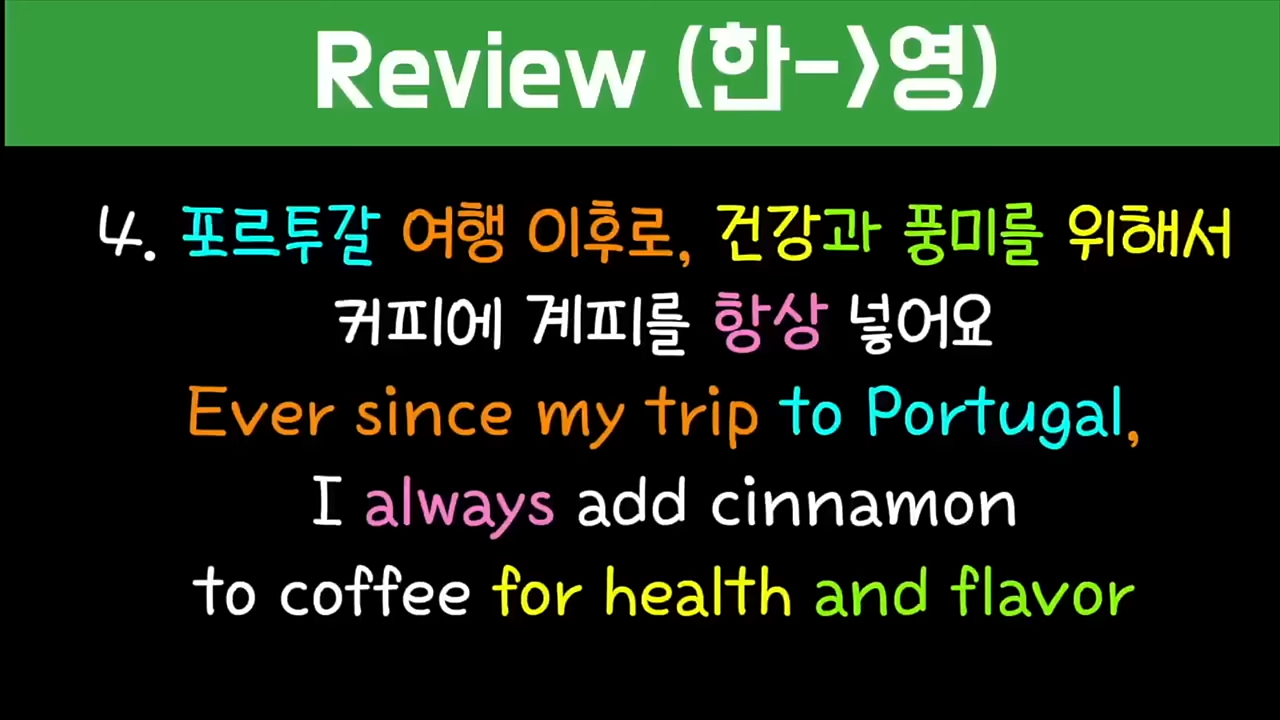 Review (한->영)
4. 포르투갈 여행 이후로, 건강과 풍미를 위해서
커피에 계피를 항상 넣어요
Ever since my trip to Portugal,
I always add cinnamon
to coffee for health and flavor